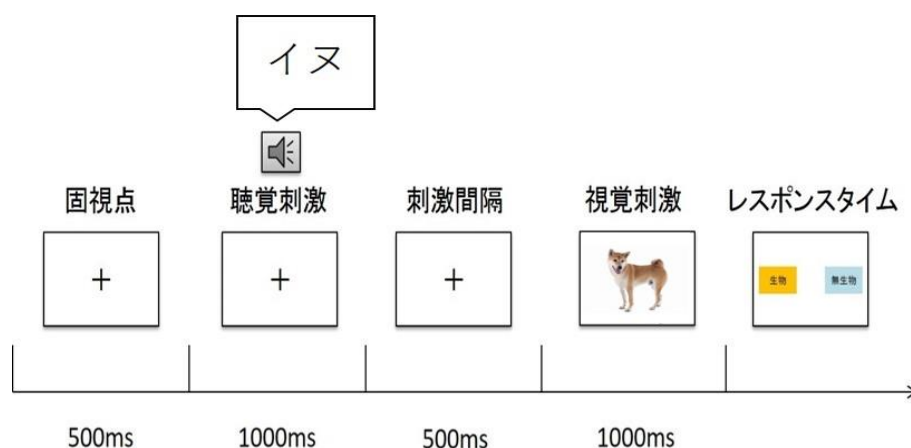 イヌ
固視点
聴覚刺激
刺激間隔
視覚刺激
レスポンスタイム
+
+
+
生物
無生物
500ms
1000ms
500ms
1000ms